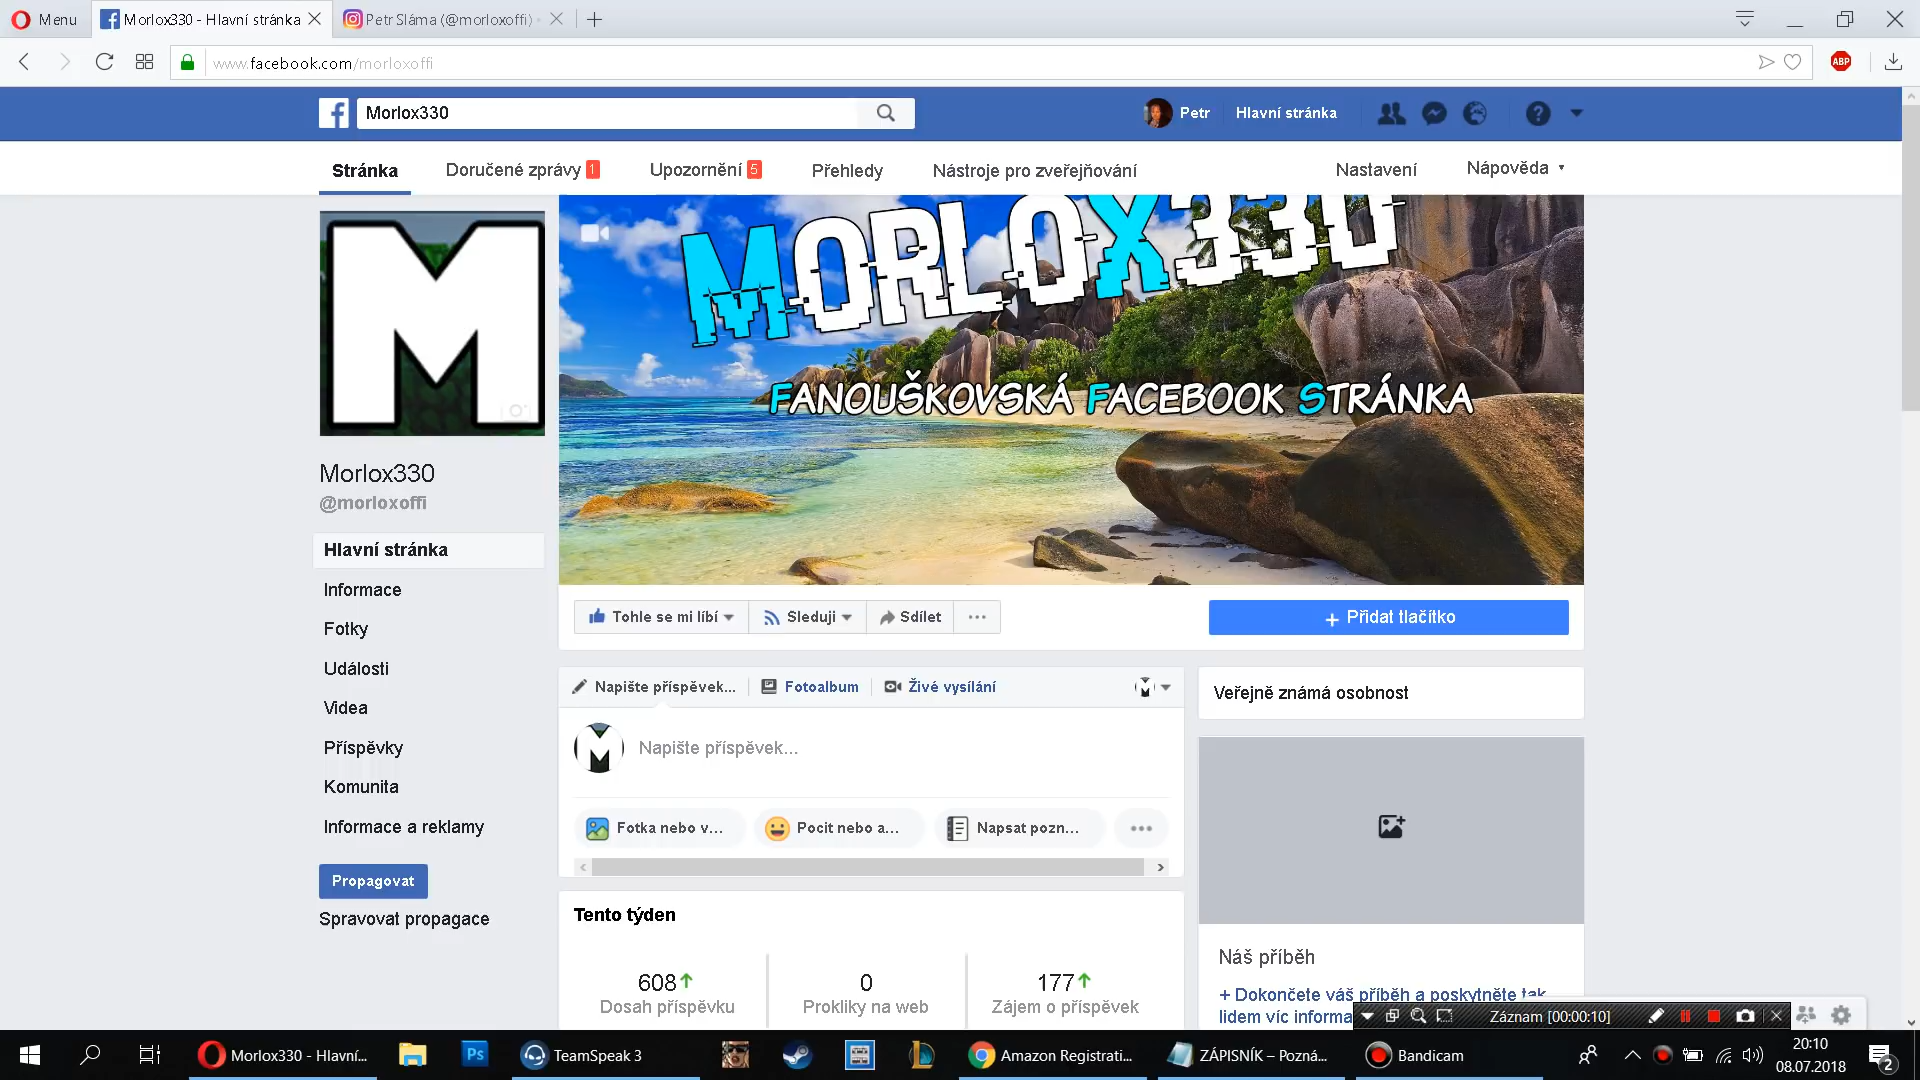 Menu
Morlox330 - Hlavní stránka
Petr Sláma (@morloxoffi)
www.facebook.com/morloxoffi
ABP
Morlox330
Petr
Hlavní stránka
Stránka
Doručené zprávy 1
Upozornění 5
Přehledy
Nástroje pro zveřejňování
Nastavení
Nápověda
M
MORLOX330
FANOUŠKOVSKÁ FACEBOOK STRÁNKA
Morlox330
@morloxoffi
Hlavní stránka
Informace
Fotky
Události
Videa
Příspěvky
Komunita
Informace a reklamy
Propagovat
Spravovat propagace
Tohle se mi líbí
Sleduji
Sdílet
+ Přidat tlačítko
Napište příspěvek...
Fotoalbum
Živé vysílání
Napište příspěvek...
Fotka nebo v...
Pocit nebo a...
Napsat pozn...
Tento týden
608
Dosah příspěvku
0
Prokliky na web
177
Zájem o příspěvek
Veřejně známá osobnost
Náš příběh
+ Dokončete váš příběh a poskytněte tak
lidem víc informa
Záznam [00:00:10]
Morlox330 - Hlavní...
Ps
TeamSpeak 3
Amazon Registrati...
ZÁPISNÍK – Pozná...
Bandicam
20:10
08.07.2018
2